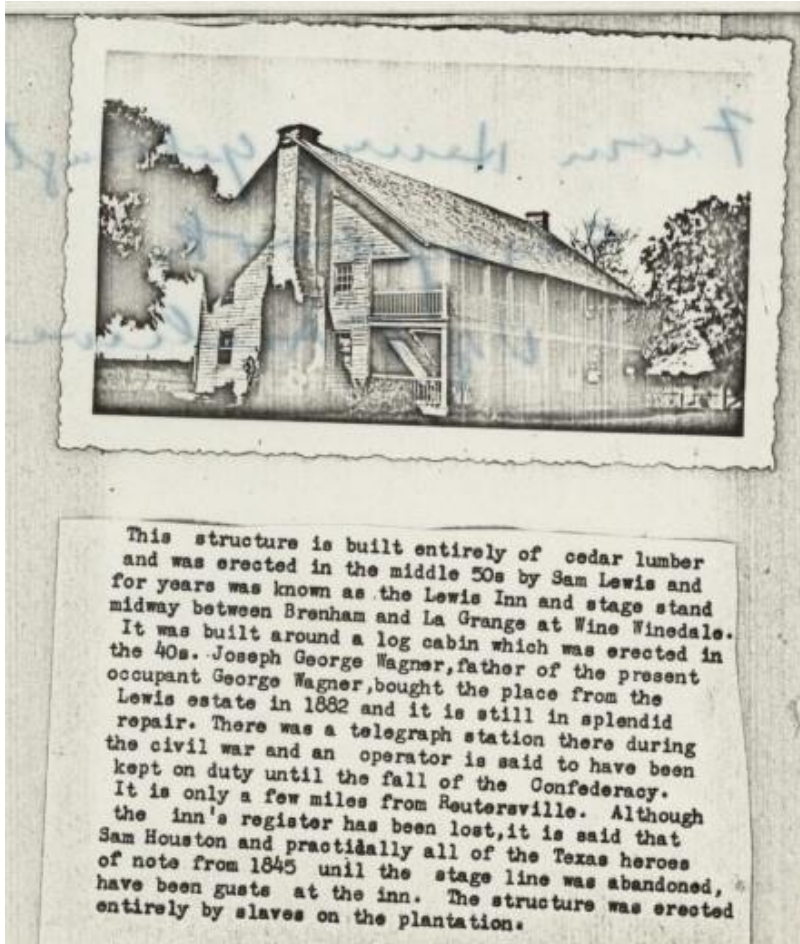 From
This structure is built entirely of cedar lumber
and was erected in the middle 50s by Sam Lewis and
for years was known as the Lewis Inn and stage stand
midway between Brenham and La Grange at Wine Winedale.
It was built around a log cabin which was erected in
the 40s. Joseph George Wagner,father of the present
occupant George Wagner,bought the place from the
Lewis estate in 1882 and it is still in splendid
repair. There was a telegraph station there during
the civil war and an operator is said to have been
kept on duty until the fall of the Confederacy.
It is only a few miles from Reutersville. Although
the inn's register has been lost,it is said that
Sam Houston and practidally all of the Texas heroes
of note from 1845 unil the stage line was abandoned,
have been gusts at the inn. The structure was erected
entirely by slaves on the plantation.